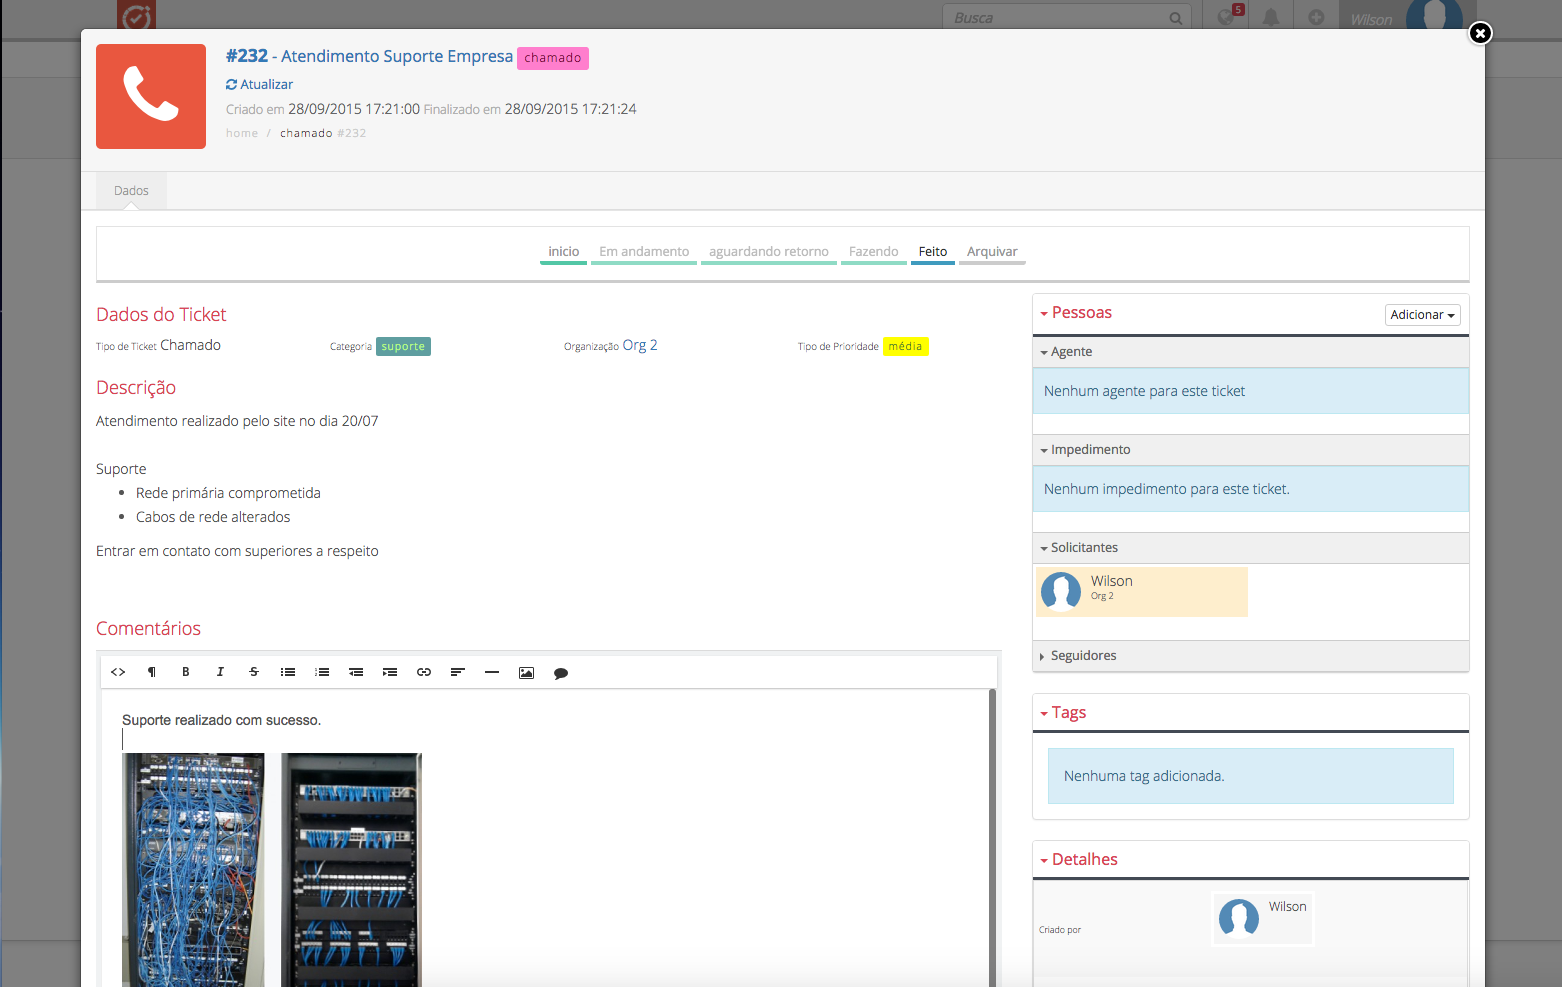 Busca
5
Wilson
#232 - Atendimento Suporte Empresa chamado
Atualizar
Criado em 28/09/2015 17:21:00 Finalizado em 28/09/2015 17:21:24
home / chamado #232
Dados
inicio Em andamento aguardando retorno Fazendo Feito Arquivar
Dados do Ticket
Tipo de Ticket Chamado Categoria suporte Organização Org 2 Tipo de Prioridade média
Descrição
Atendimento realizado pelo site no dia 20/07
Suporte
• Rede primária comprometida
• Cabos de rede alterados
Entrar em contato com superiores a respeito
Comentários
<> ¶ B I S
Suporte realizado com sucesso.
Pessoas Adicionar
Agente
Nenhum agente para este ticket
Impedimento
Nenhum impedimento para este ticket.
Solicitantes
Wilson
Org 2
Seguidores
Tags
Nenhuma tag adicionada.
Detalhes
Wilson
Criado por